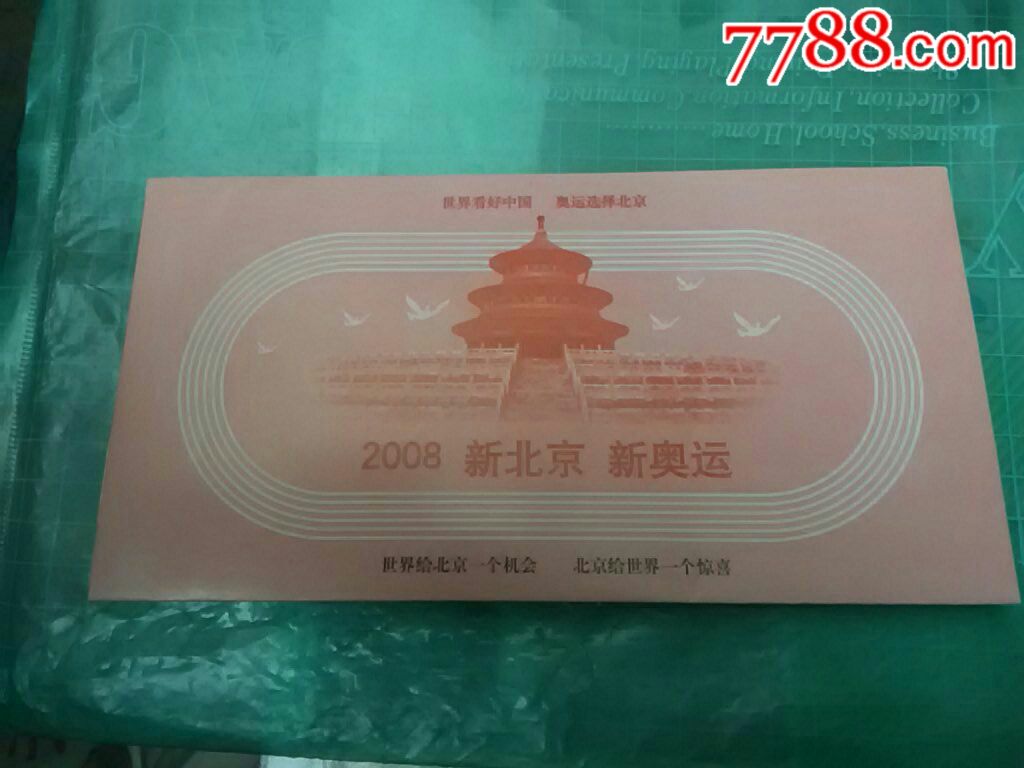 7788.com
Collection, Information, Communica
Business, School, Home
世界看好中国 奥运选择北京
2008 新北京 新奥运
世界给北京一个机会 北京给世界一个惊喜